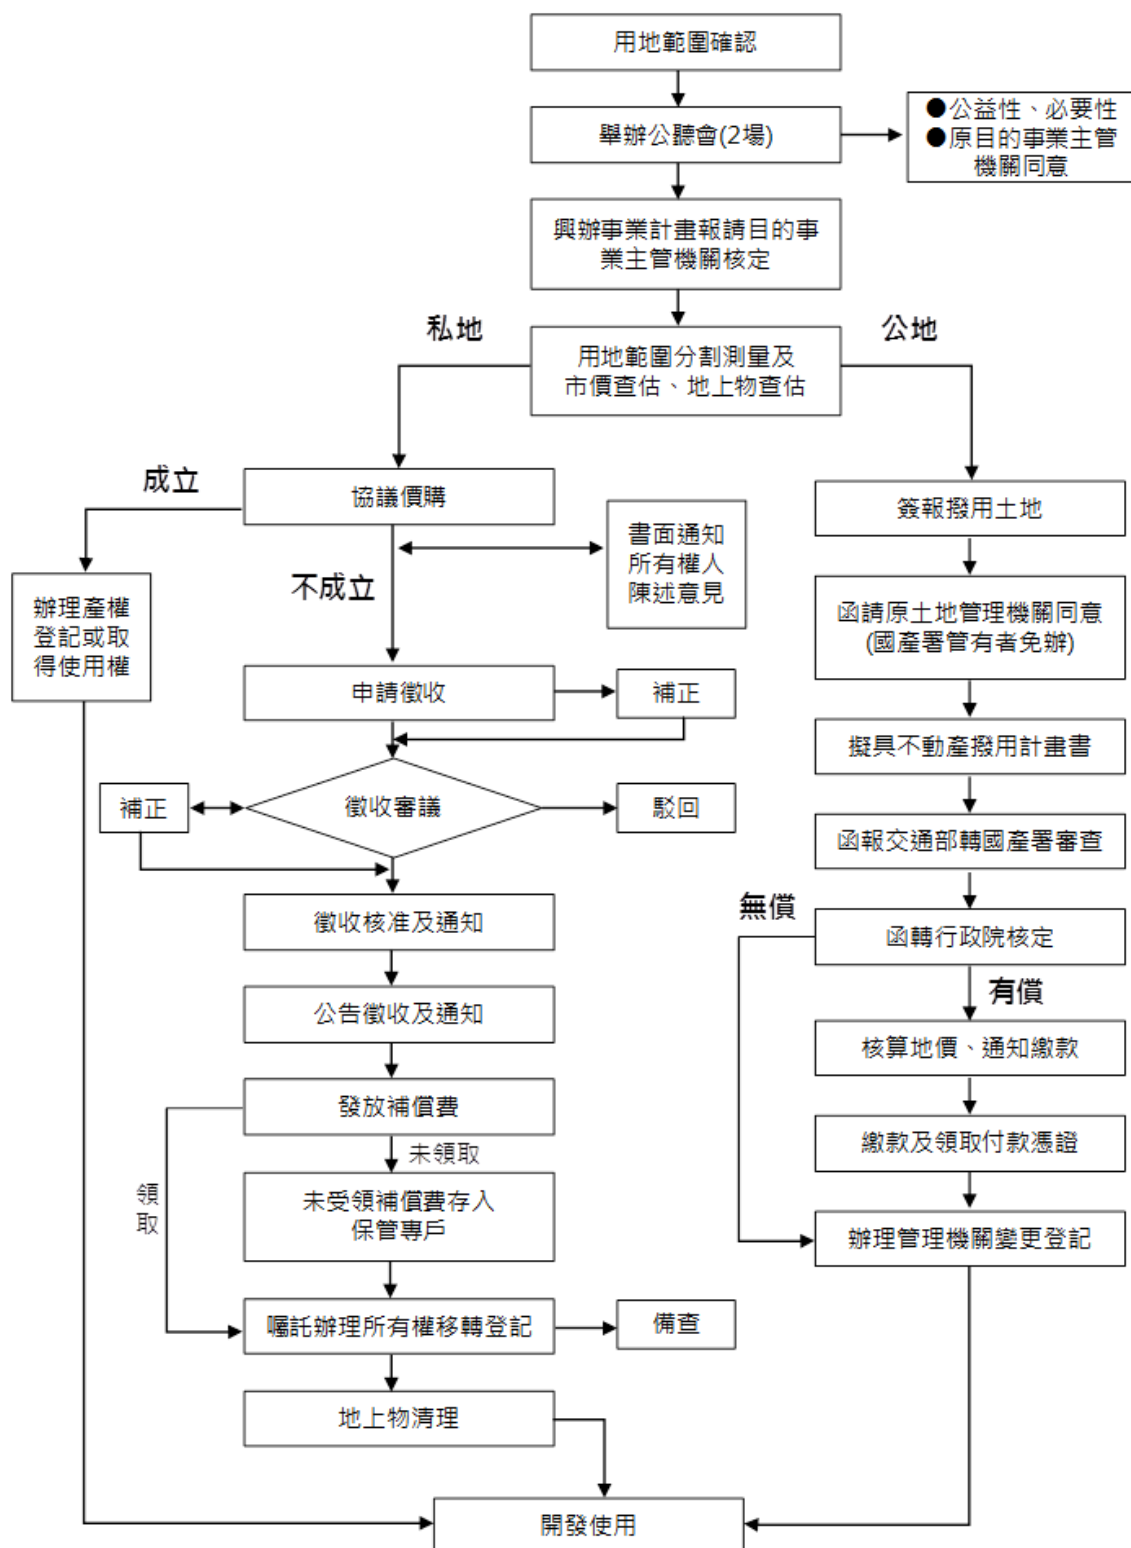 用地範圍確認
舉辦公聽會(2場)
●公益性、必要性
●原目的事業主管
機關同意
興辦事業計畫報請目的事
業主管機關核定
私地
公地
用地範圍分割測量及
市價查估、地上物查估
成立
協議價購
書面通知
所有權人
陳述意見
不成立
辦理產權
登記或取
得使用權
申請徵收
補正
徵收審議
補正
駁回
徵收核准及通知
公告徵收及通知
發放補償費
未領取
領
取
未受領補償費存入
保管專戶
囑託辦理所有權移轉登記
備查
地上物清理
簽報撥用土地
函請原土地管理機關同意
(國產署管有者免辦)
擬具不動產撥用計畫書
函報交通部轉國產署審查
無償
函轉行政院核定
有償
核算地價、通知繳款
繳款及領取付款憑證
辦理管理機關變更登記
開發使用